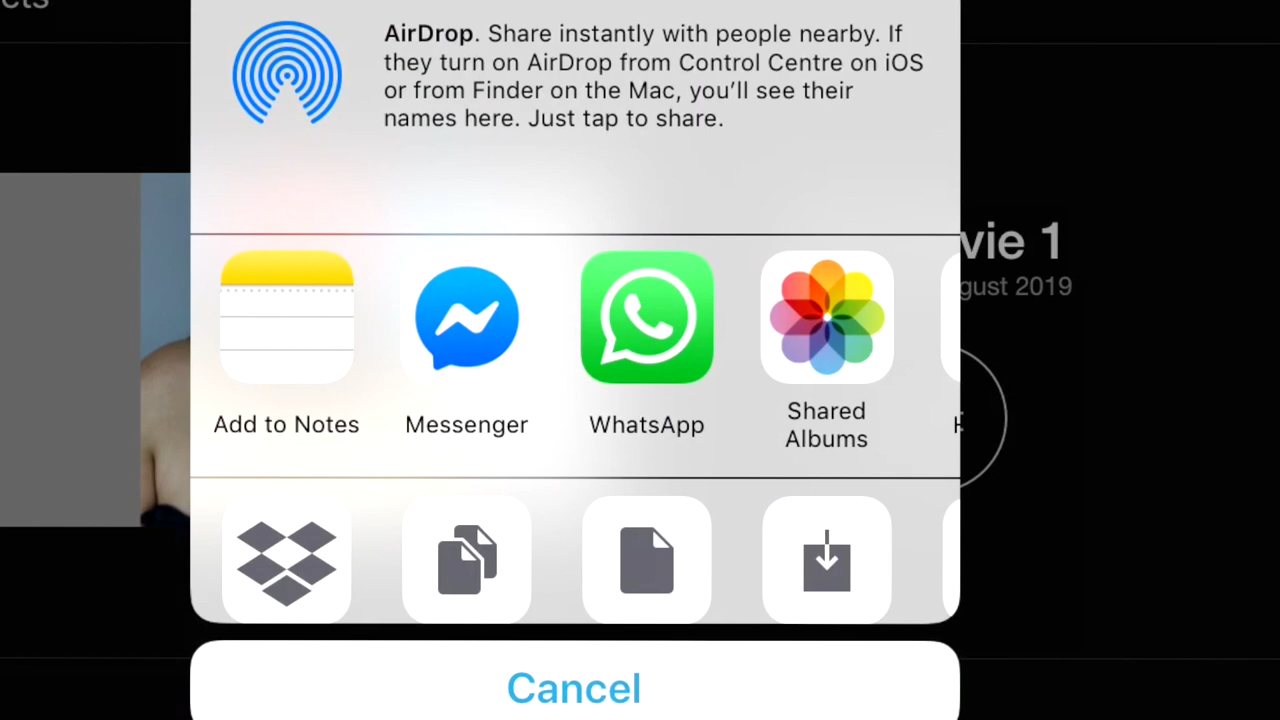 AirDrop. Share instantly with people nearby. If
they turn on AirDrop from Control Centre on iOS
or from Finder on the Mac, you’ll see their
names here. Just tap to share.
vie 1
gust 2019
Add to Notes
Messenger
WhatsApp
Shared
Albums
Cancel